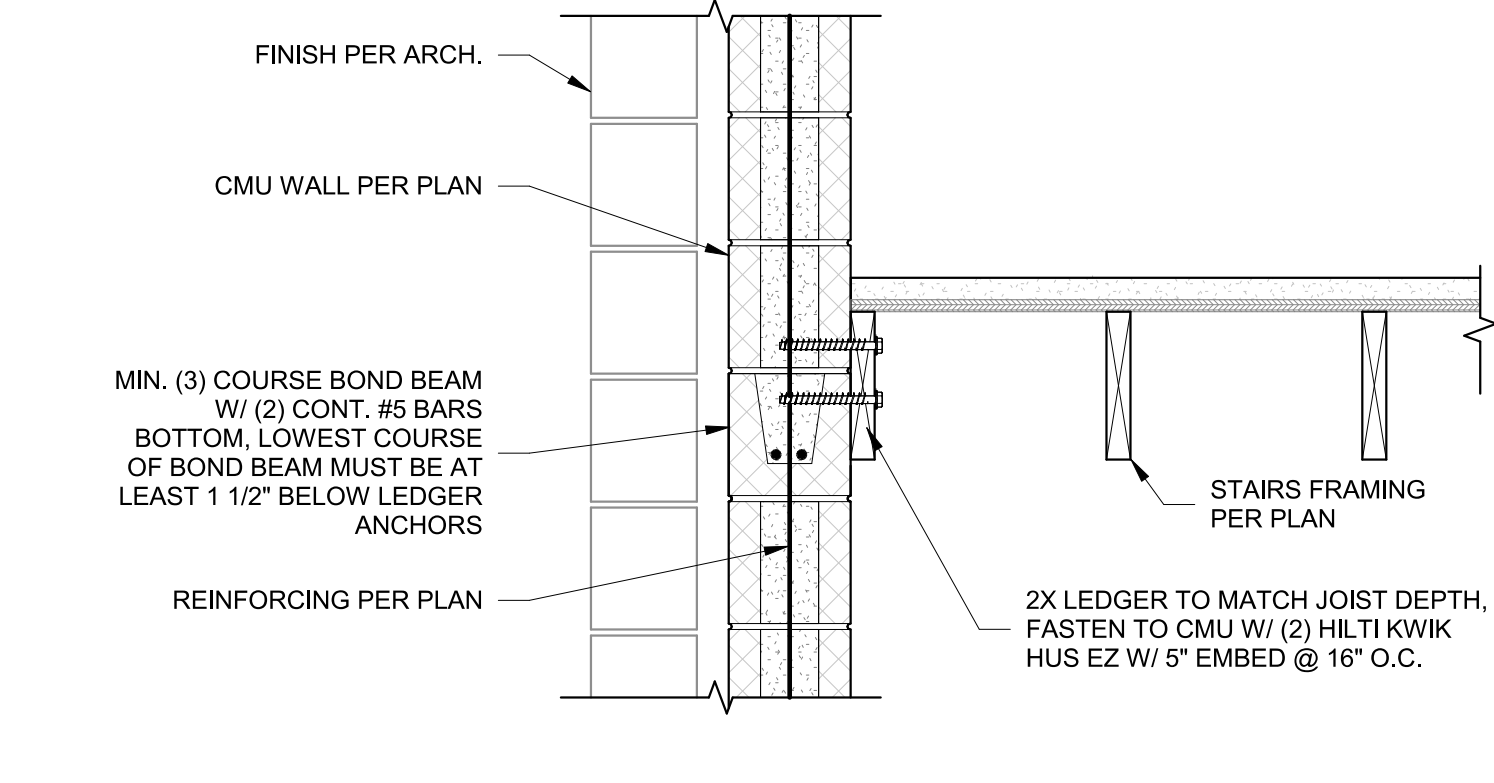 FINISH PER ARCH.
CMU WALL PER PLAN
MIN. (3) COURSE BOND BEAM
W/ (2) CONT. #5 BARS
BOTTOM, LOWEST COURSE
OF BOND BEAM MUST BE AT
LEAST 1 1/2" BELOW LEDGER
ANCHORS
REINFORCING PER PLAN
STAIRS FRAMING
PER PLAN
2X LEDGER TO MATCH JOIST DEPTH,
FASTEN TO CMU W/ (2) HILTI KWIK
HUS EZ W/ 5" EMBED @ 16" O.C.